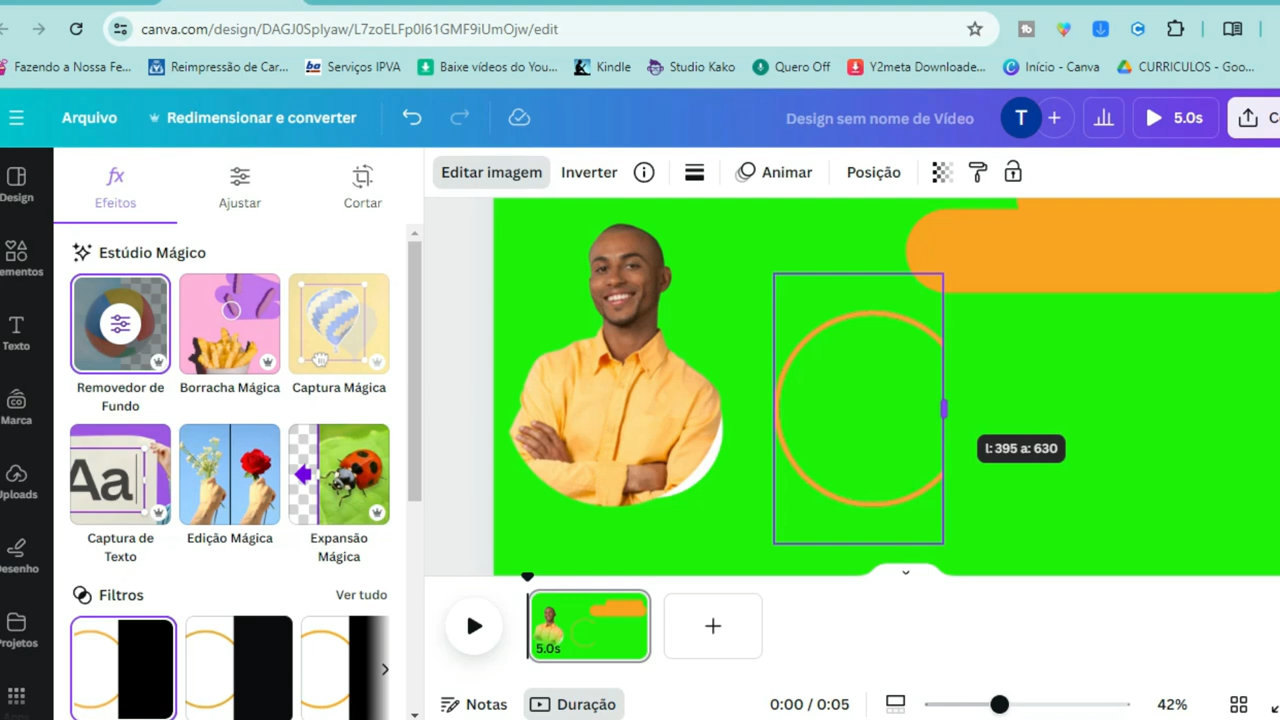 canva.com/design/DAGJ0SpIyaw/L7zoELFp0I61GMF9iUmOjw/edit
Fazendo a Nossa Fe...
Reimpressão de Car...
ba Serviços IPVA
Baixe vídeos do You...
Kindle
Studio Kako
Quero Off
Y2meta Downloade...
Início - Canva
CURRICULOS - Goo...
Arquivo
Redimensionar e converter
Design sem nome de Vídeo
T
5.0s
Design
ementos
Texto
Marca
Uploads
Desenho
Projetos
Efeitos
Ajustar
Cortar
Editar imagem
Inverter
Animar
Posição
Estúdio Mágico
Removedor de
Fundo
Borracha Mágica
Captura Mágica
Aa
Captura de
Texto
Edição Mágica
Expansão
Mágica
Filtros
Ver tudo
l: 395 a: 630
5.0s
Notas
Duração
0:00 / 0:05
42%